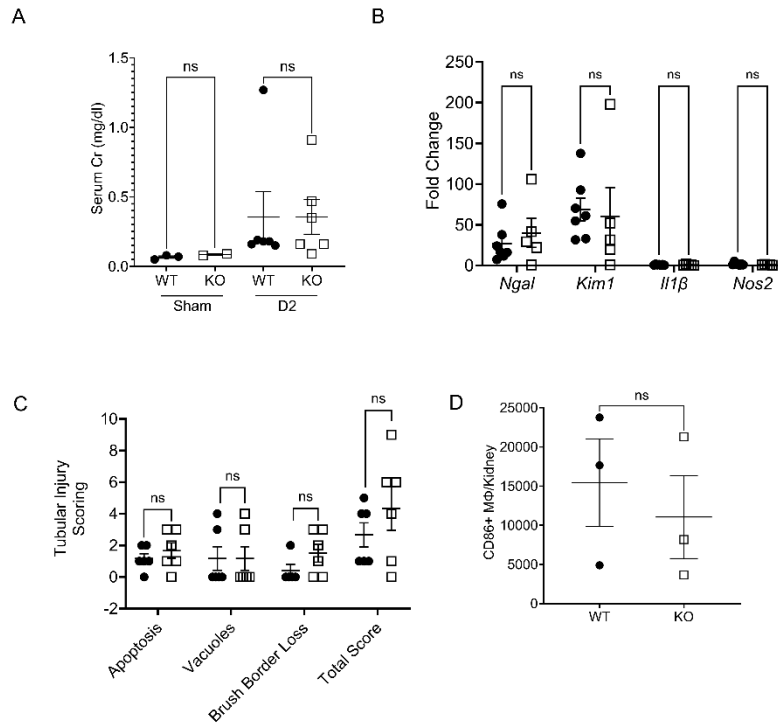 A
ns
ns
Serum Cr (mg/dl)
1.5
1.0
0.5
0.0
WT
KO
WT
KO
Sham
D2
B
ns
ns
ns
ns
Fold Change
250
200
150
100
50
0
Ngal
Kim1
Il1β
Nos2
C
ns
ns
ns
ns
Tubular Injury
Scoring
10
8
6
4
2
0
-2
Apoptosis
Vacuoles
Brush Border Loss
Total Score
D
ns
CD86+ MΦ/Kidney
25000
20000
15000
10000
5000
0
WT
KO